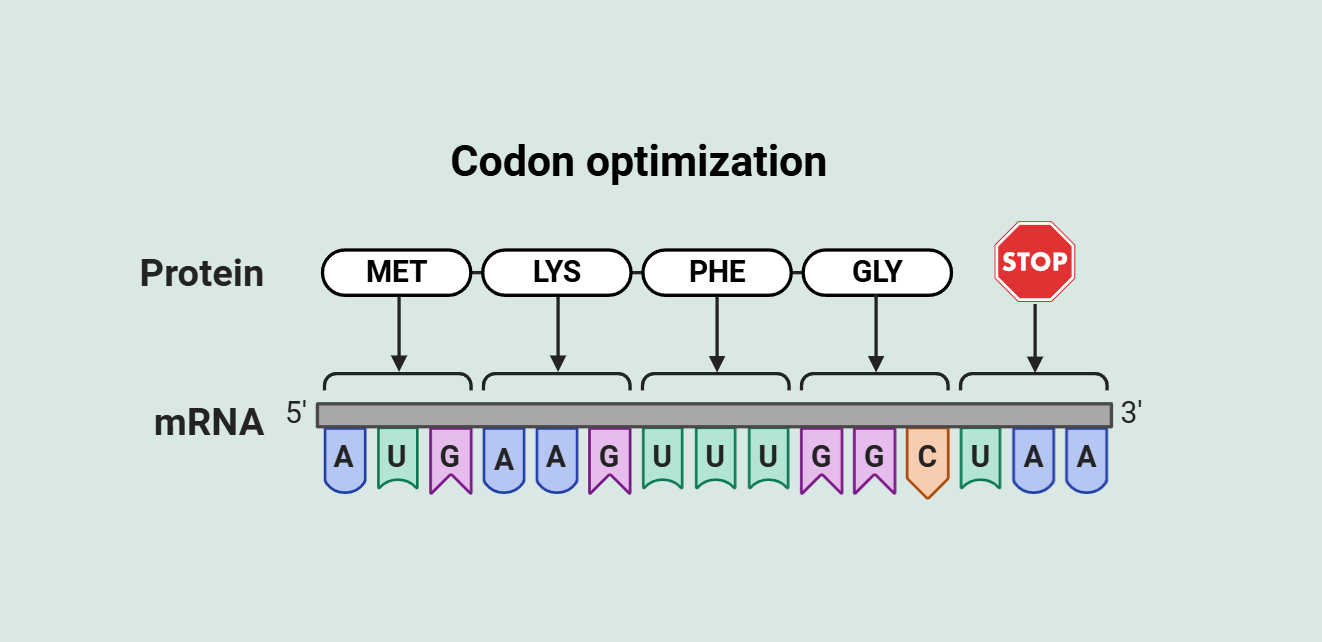 Codon optimization
Protein MET LYS PHE GLY STOP
mRNA 5' 3'
A U G A A G U U U G G C U A A